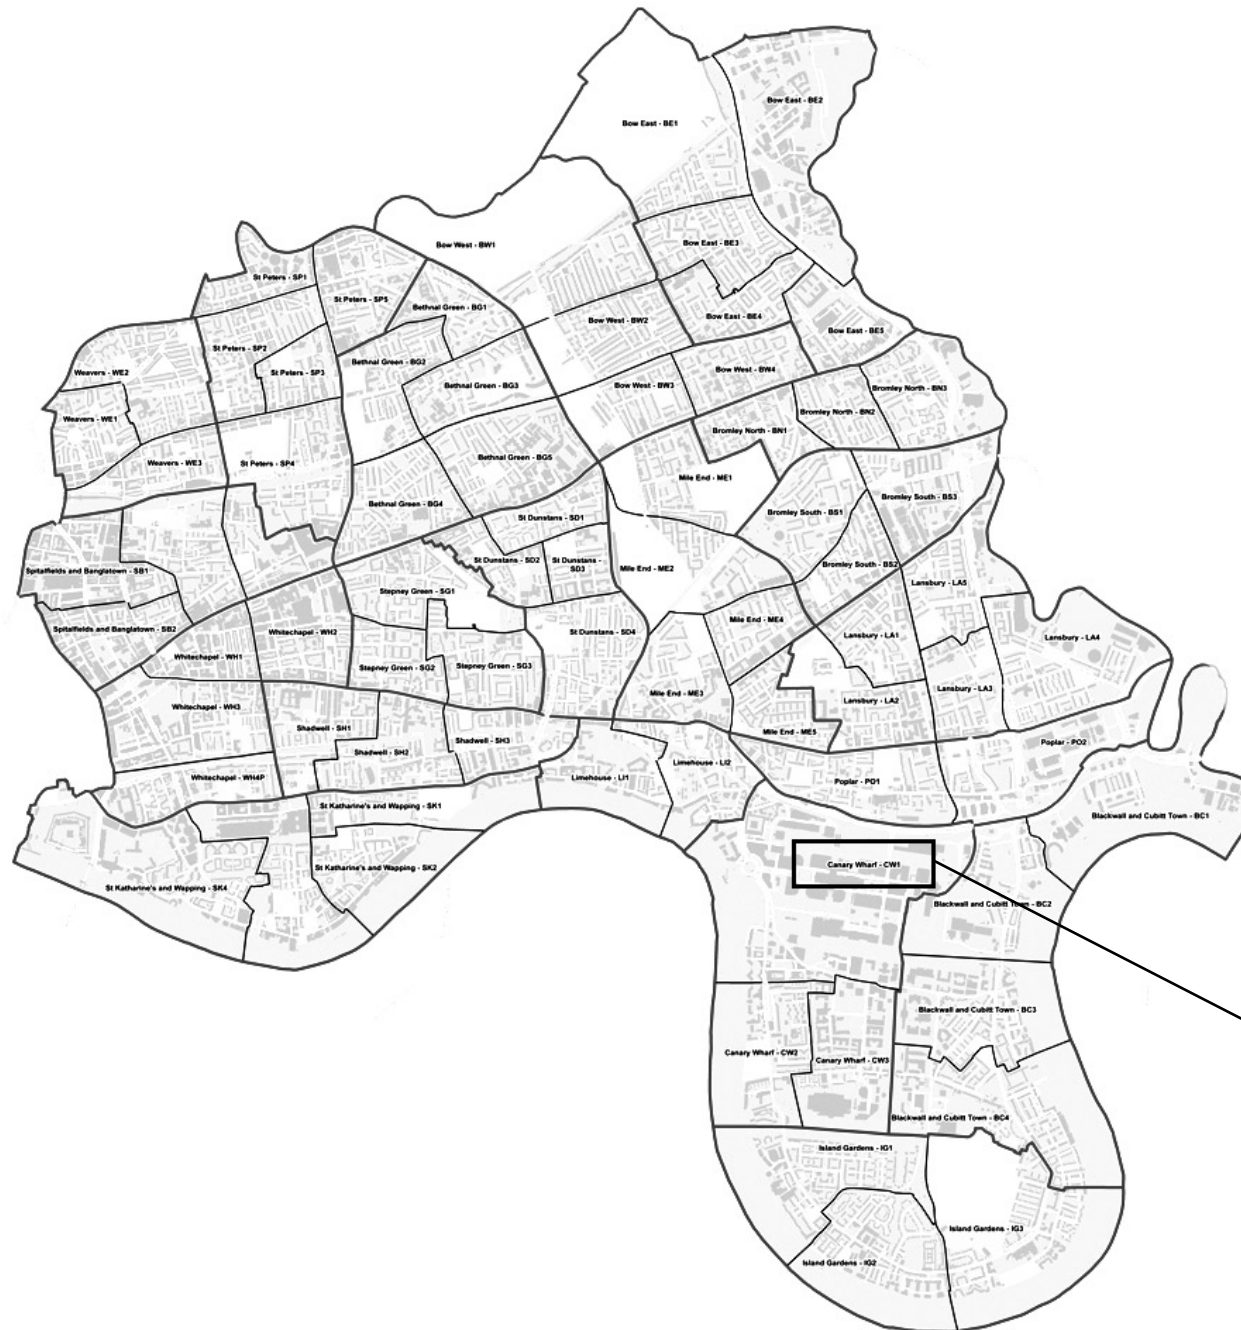 Bow East - BE2
Bow East - BE1
Bow West - BW1
Bow East - BE3
St Peters - SP1
St Peters - SP5
Bethnal Green - BG1
Bow East - BE4
Bow West - BW2
Bow East - BE5
St Peters - SP2
Bethnal Green - BG2
Weavers - WE2
St Peters - SP3
Bow West - BW4
Bethnal Green - BG3
Bow West - BW3
Bromley North - BN3
Weavers - WE1
Bromley North - BN2
Bromley North - BN1
Weavers - WE3
St Peters - SP4
Bethnal Green - BG5
Mile End - ME1
Bromley South - BS3
Bethnal Green - BG4
Bromley South - BS1
St Dunstans - SD1
Spitalfields and Banglatown - SB1
St Dunstans - SD2
St Dunstans -
SD3
Mile End - ME2
Bromley South - BS2
Lansbury - LA5
Stepney Green - SG1
Mile End - ME4
Spitalfields and Banglatown - SB2
Whitechapel - WH2
St Dunstans - SD4
Lansbury - LA1
Lansbury - LA4
Whitechapel - WH1
Stepney Green - SG2
Stepney Green - SG3
Lansbury - LA3
Mile End - ME3
Lansbury - LA2
Whitechapel - WH3
Shadwell - SH1
Mile End - ME5
Shadwell - SH3
Poplar - PO2
Shadwell - SH2
Limehouse - LI2
Whitechapel - WH4P
Limehouse - LI1
Poplar - PO1
St Katharine's and Wapping - SK1
Blackwall and Cubitt Town - BC1
Canary Wharf - CW1
St Katharine's and Wapping - SK2
St Katharine's and Wapping - SK4
Blackwall and Cubitt Town - BC2
Blackwall and Cubitt Town - BC3
Canary Wharf - CW2
Canary Wharf - CW3
Blackwall and Cubitt Town - BC4
Island Gardens - IG1
Island Gardens - IG3
Island Gardens - IG2